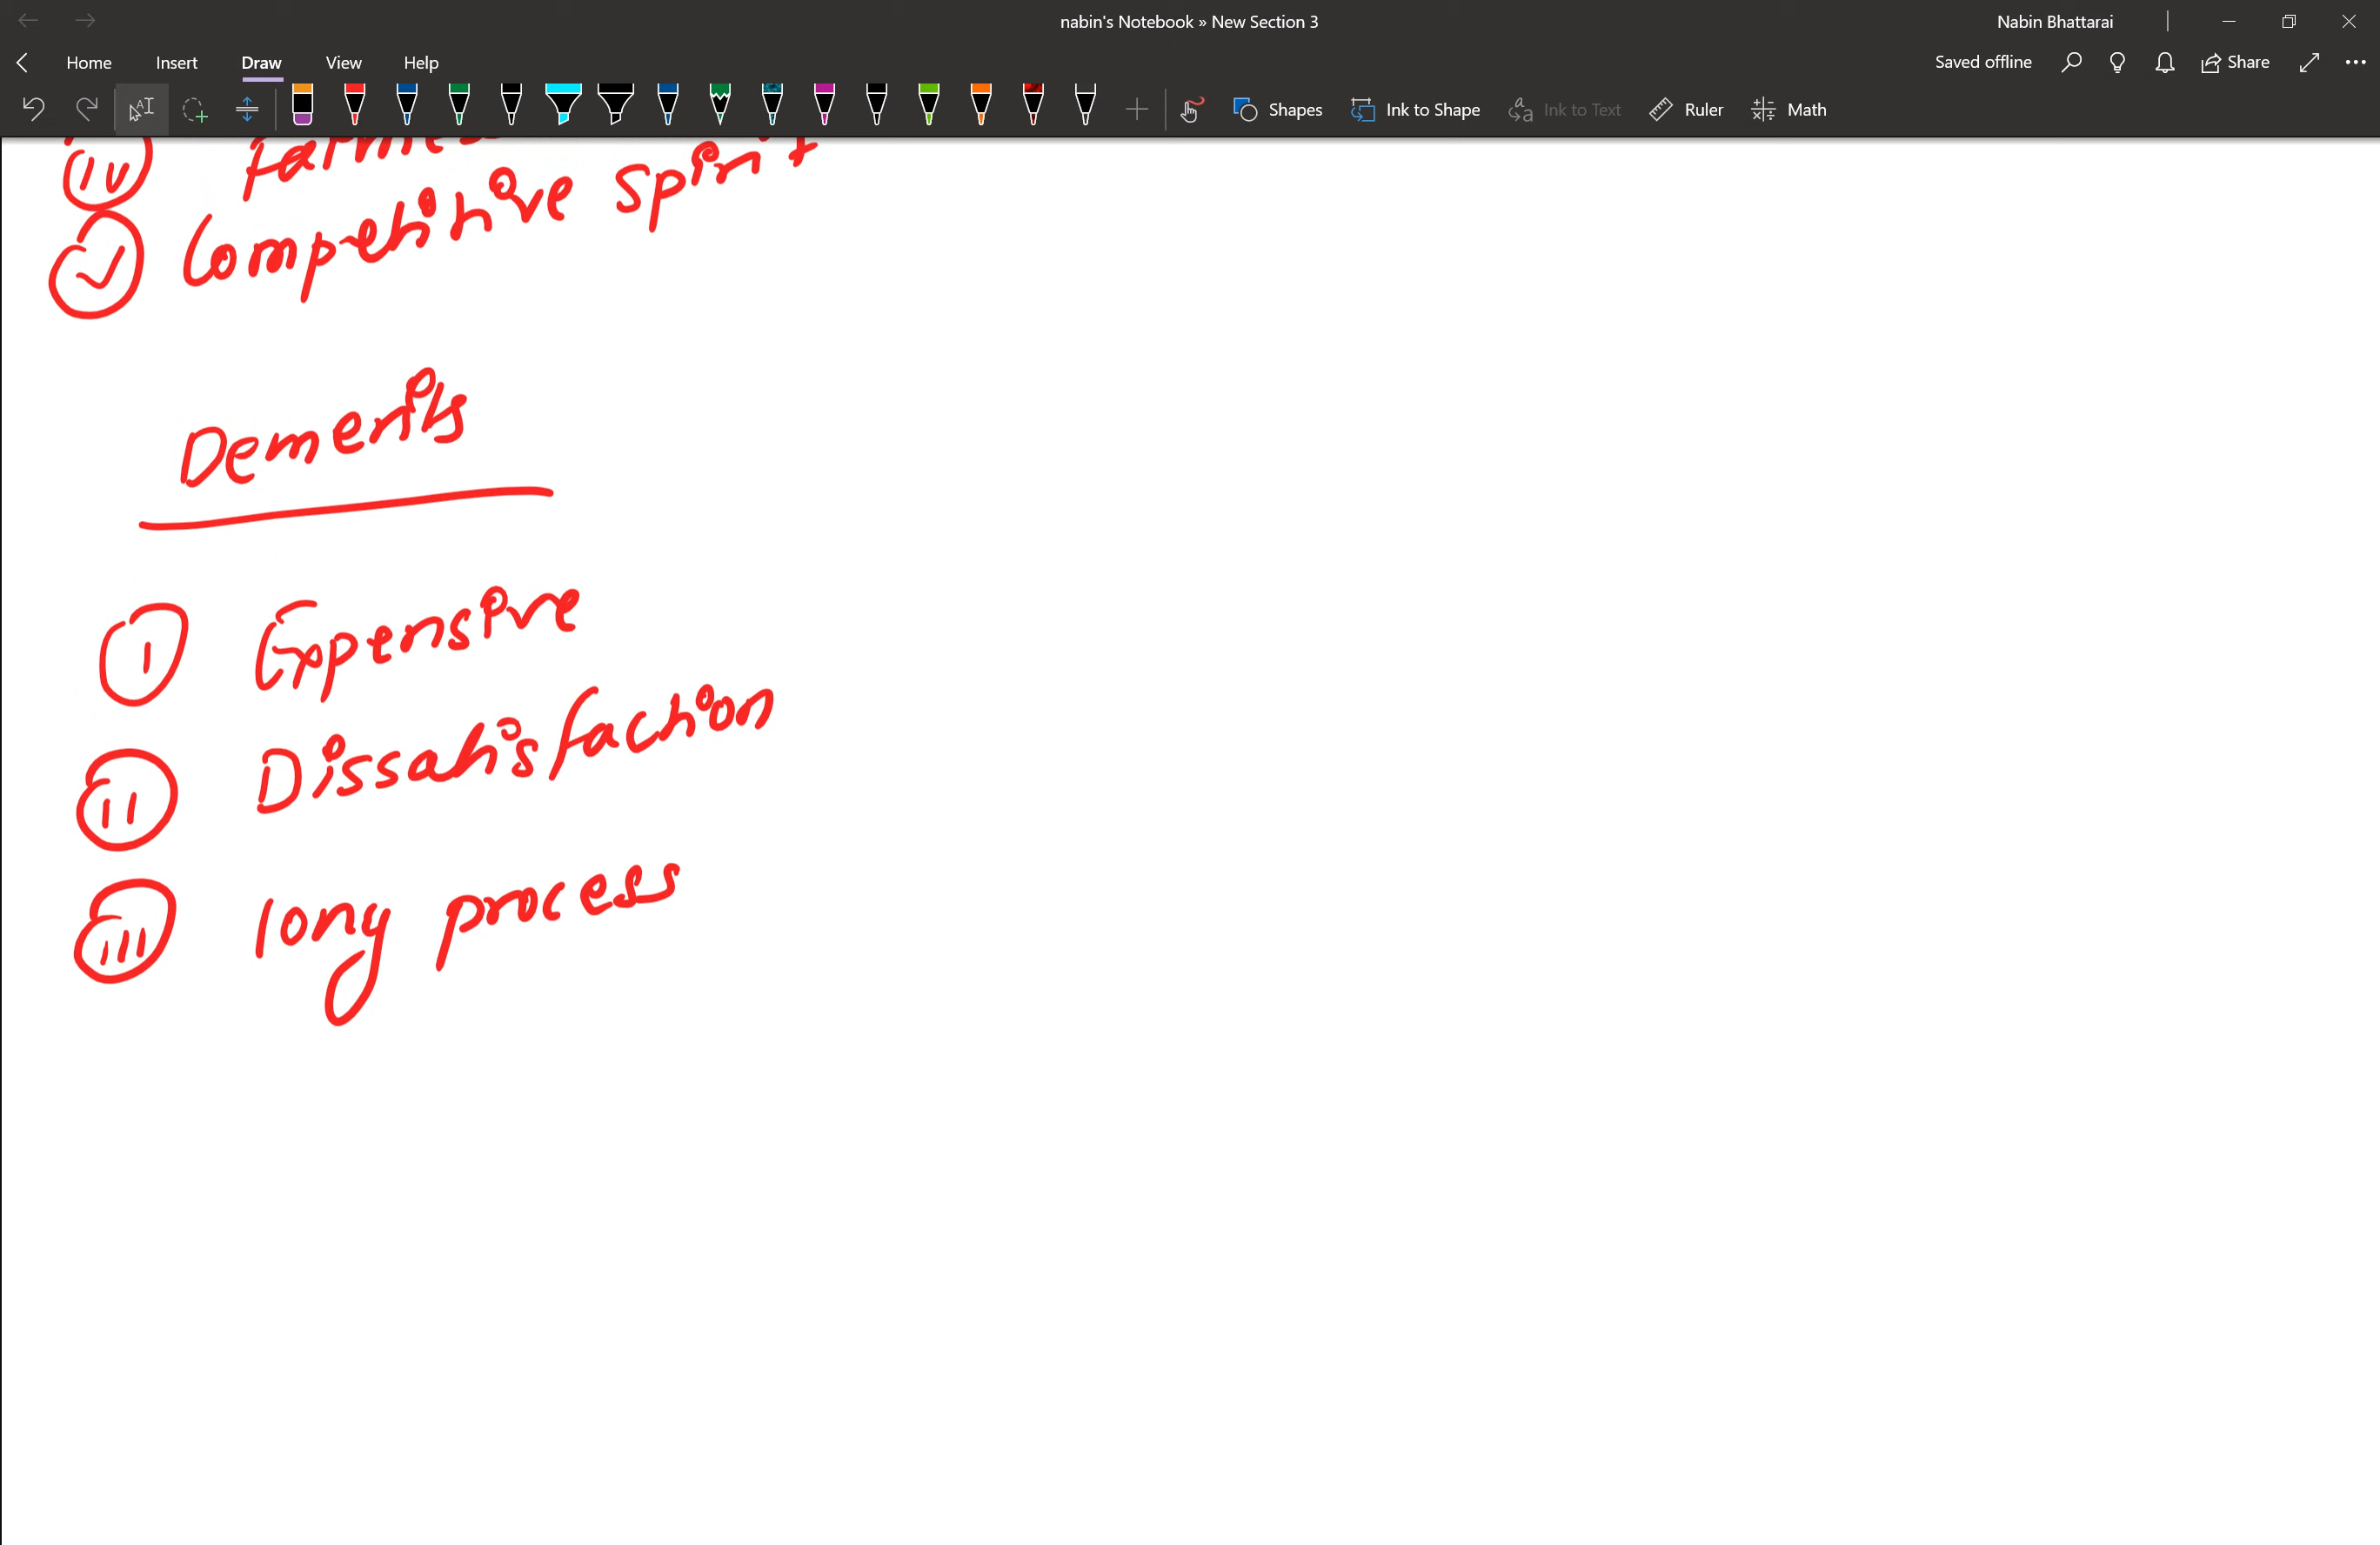 nabin's Notebook » New Section 3
Nabin Bhattarai
Home Insert Draw View Help
Saved offline
Share
Shapes Ink to Shape Ink to Text Ruler Math
(iv)
(v) Competitive spirit
Demerits
(i) Expensive
(ii) Dissatisfaction
(iii) long process